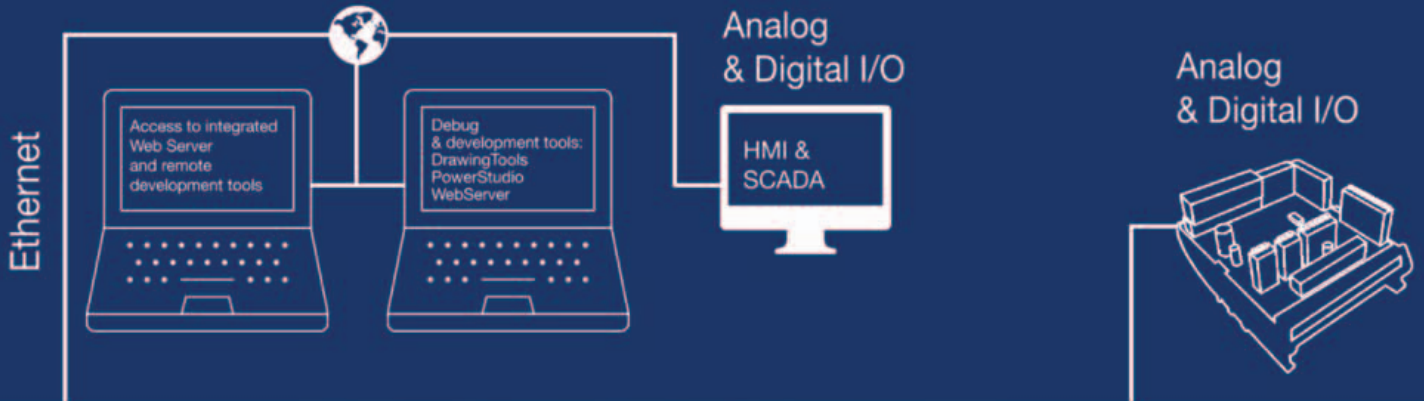 Ethernet
Access to integrated
Web Server
and remote
development tools
Debug
& development tools:
DrawingTools
PowerStudio
WebServer
Analog
& Digital I/O
HMI &
SCADA
Analog
& Digital I/O